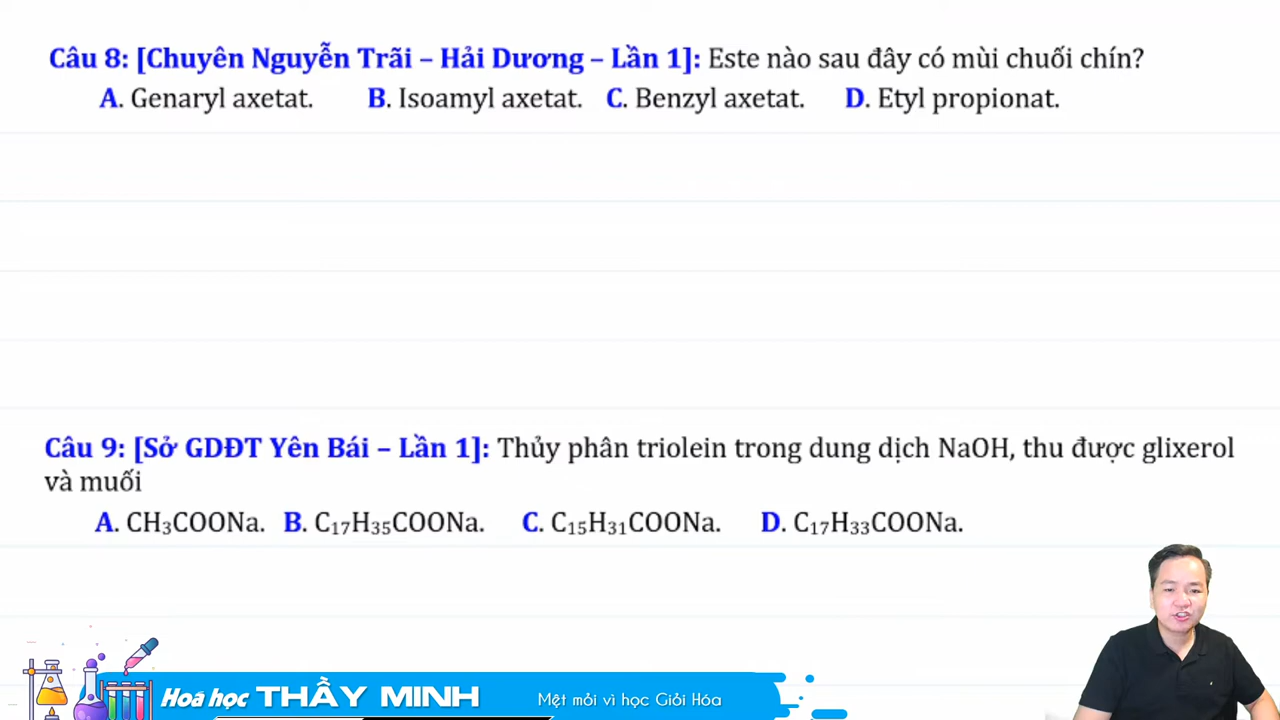 Câu 8: [Chuyên Nguyễn Trãi – Hải Dương – Lần 1]: Este nào sau đây có mùi chuối chín?
A. Genaryl axetat. B. Isoamyl axetat. C. Benzyl axetat. D. Etyl propionat.
Câu 9: [Sở GDĐT Yên Bái – Lần 1]: Thủy phân triolein trong dung dịch NaOH, thu được glixerol
và muối
A. CH₃COONa. B. C₁₇H₃₅COONa. C. C₁₅H₃₁COONa. D. C₁₇H₃₃COONa.
Hoá học THẦY MINH Mệt mỏi vì học Giỏi Hóa